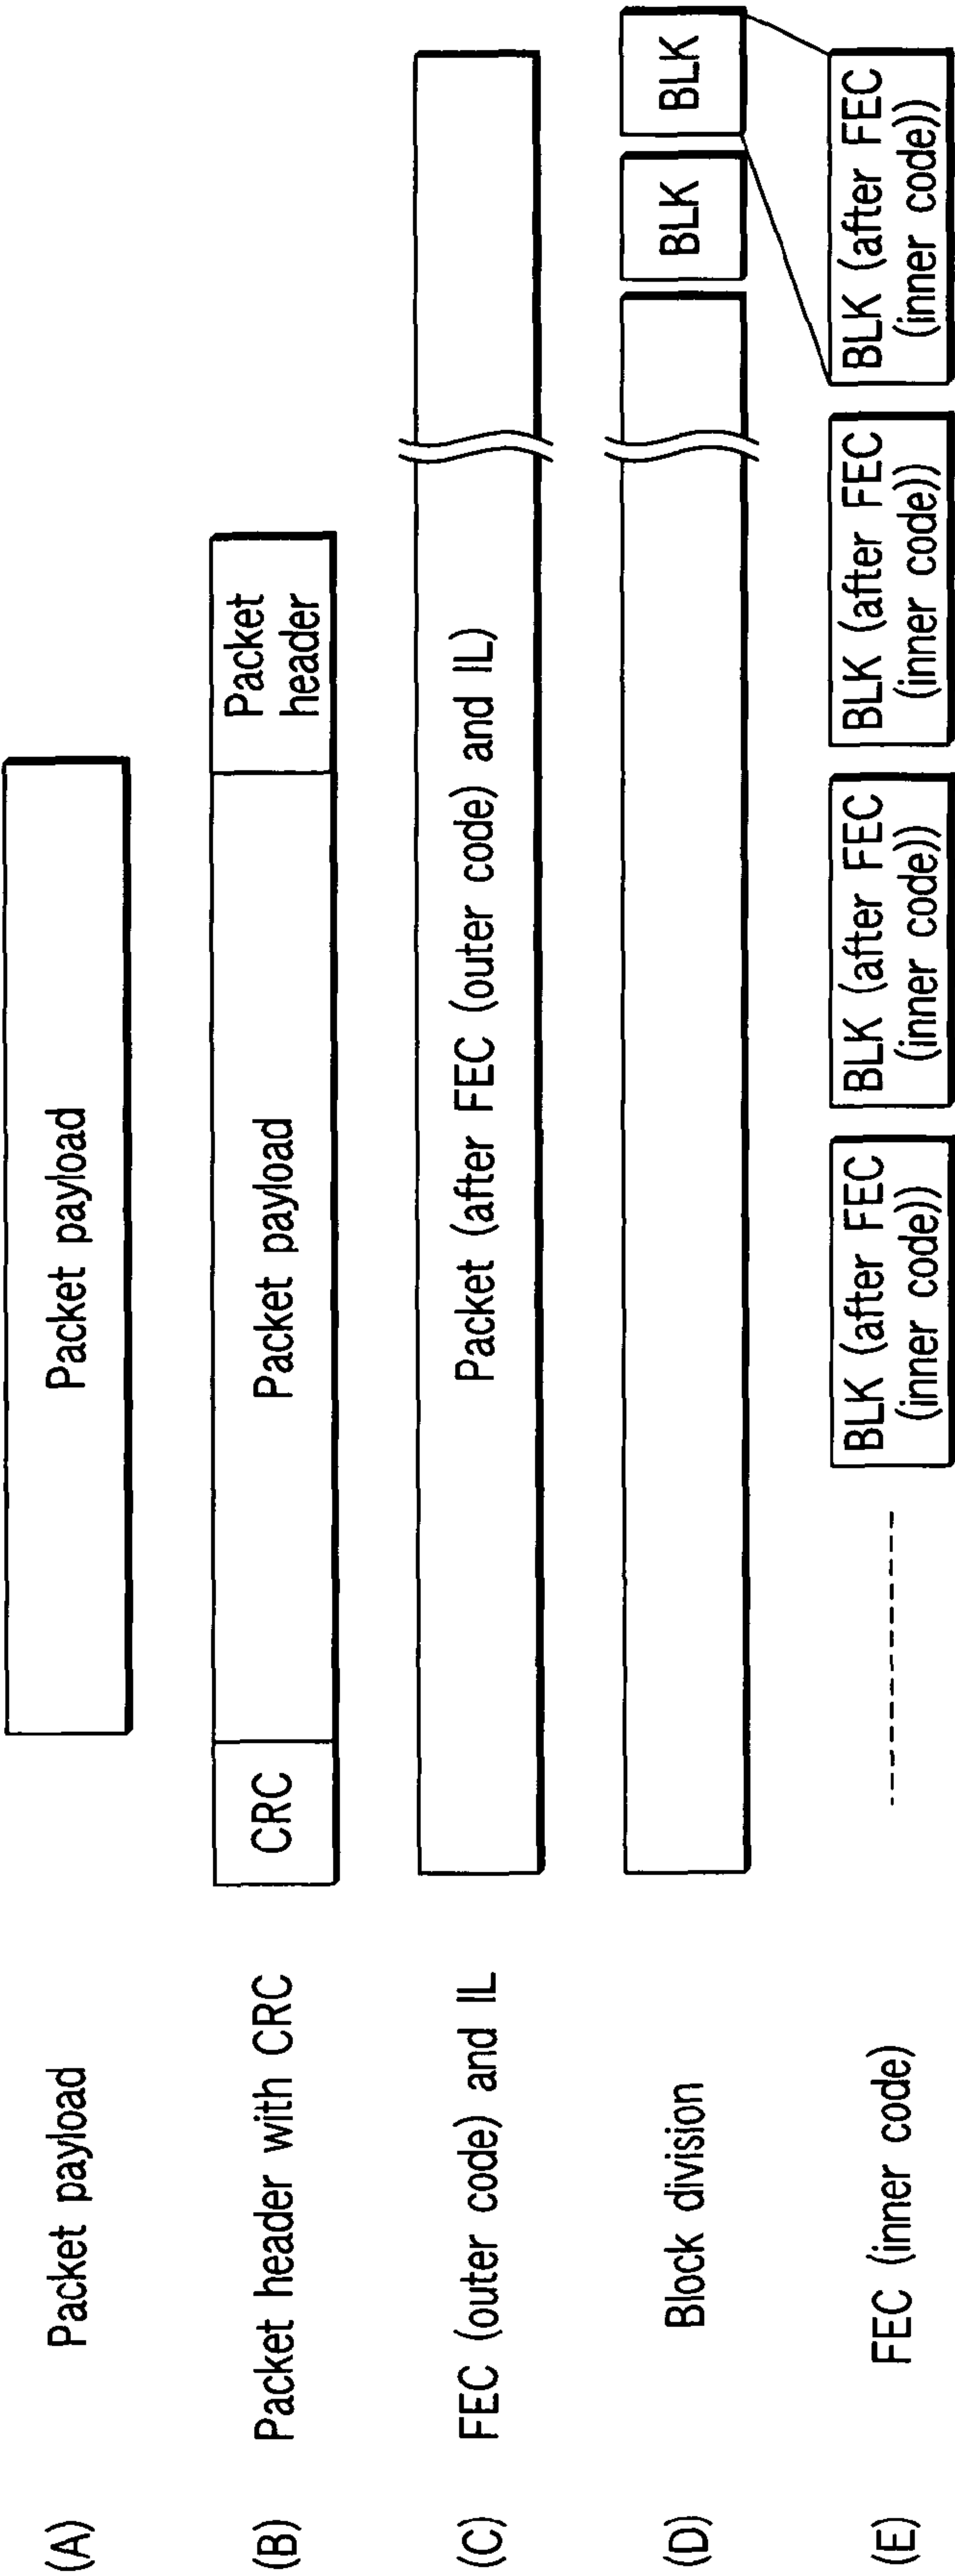 (A) Packet payload
Packet payload
(B) Packet header with CRC
CRC
Packet payload
Packet
header
(C) FEC (outer code) and IL
Packet (after FEC (outer code) and IL)
(D) Block division
BLK
BLK
(E) FEC (inner code)
BLK (after FEC
(inner code))
BLK (after FEC
(inner code))
BLK (after FEC
(inner code))
BLK (after FEC
(inner code))